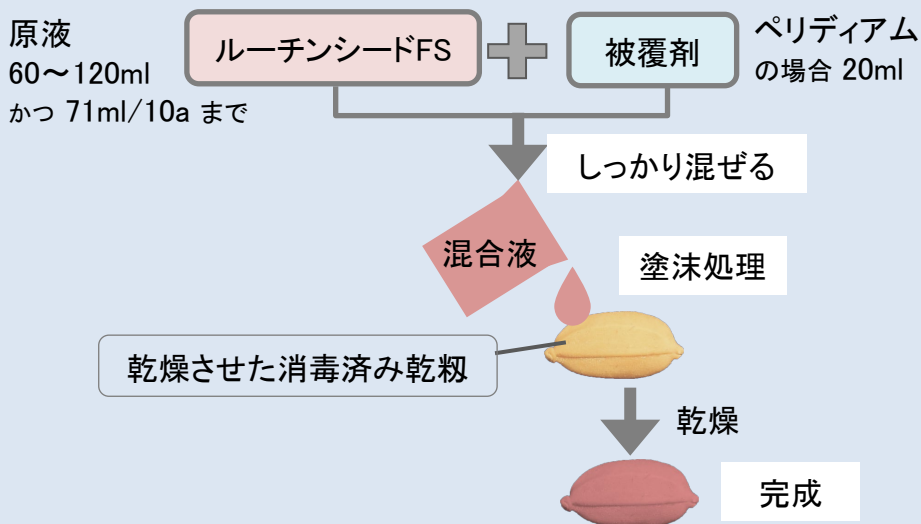 原液
60～120ml
かつ 71ml/10a まで
ルーチンシードFS
被覆剤
ペリディアム
の場合 20ml
しっかり混ぜる
混合液
塗沫処理
乾燥させた消毒済み乾籾
乾燥
完成